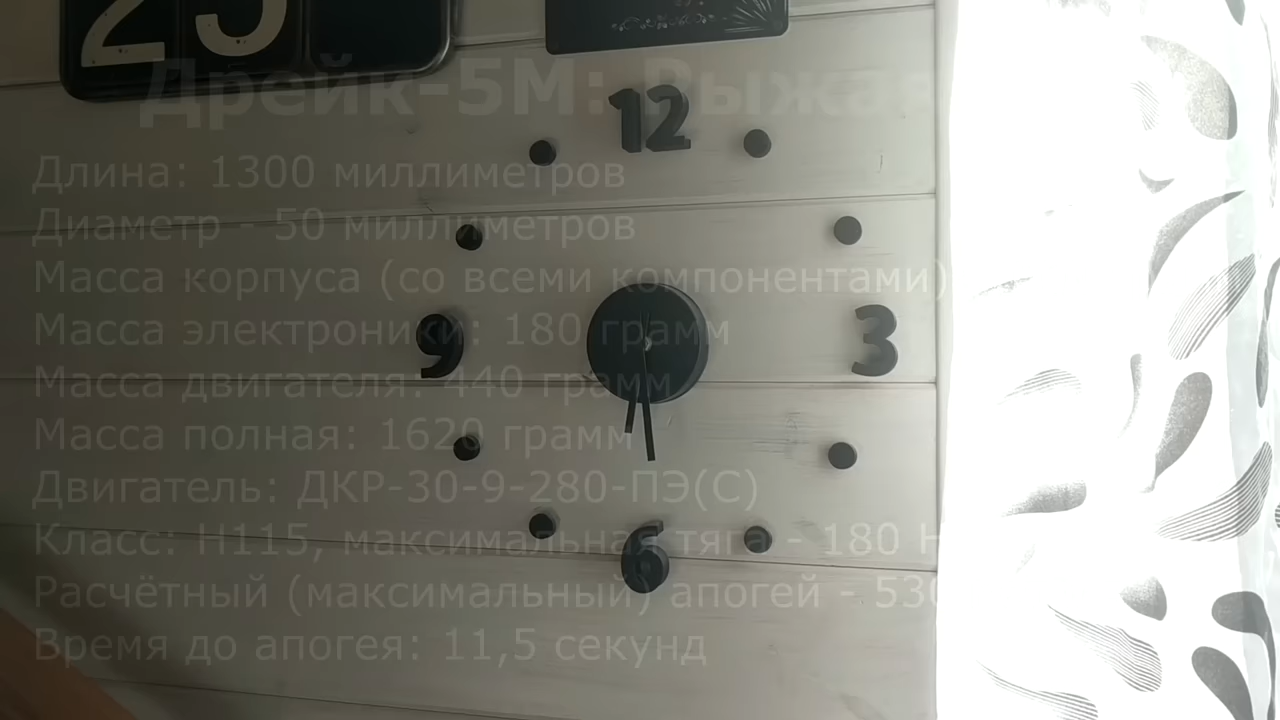 25
Дрейк-5М: Рыжая
12
Длина: 1300 миллиметров
Диаметр - 50 миллиметров
Масса корпуса (со всеми компонентами)
Масса электроники: 180 грамм
9
3
Масса двигателя: 440 грамм
Масса полная: 1620 грамм
Двигатель: ДКР-30-9-280-ПЭ(С)
Класс: H115, максимальная тяга - 180 Н
6
Расчётный (максимальный) апогей - 530
Время до апогея: 11,5 секунд